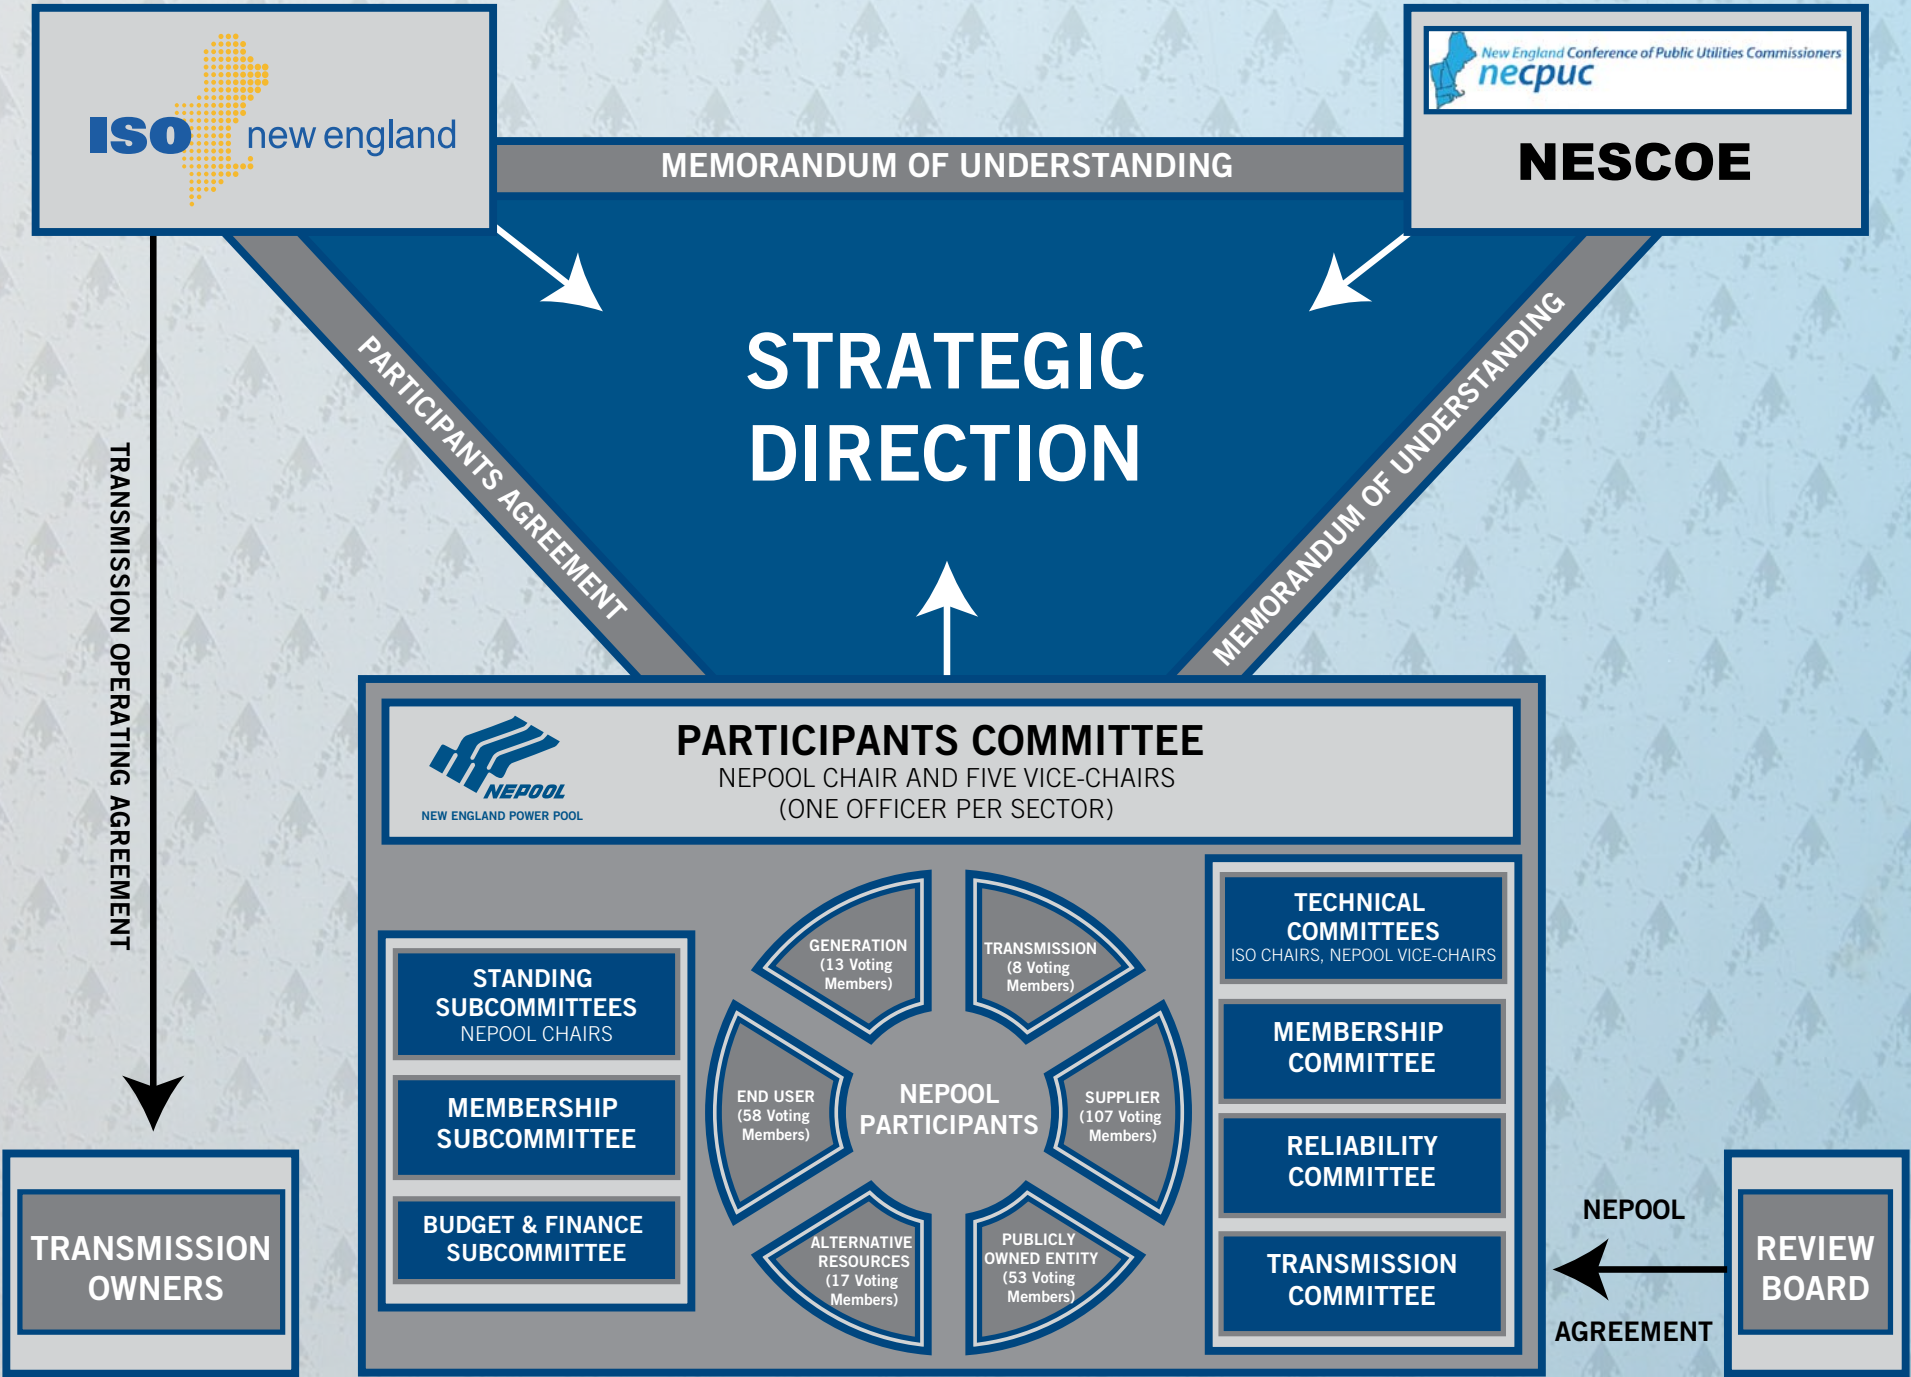 ISO new england
New England Conference of Public Utilities Commissioners
necpuc
NESCOE
MEMORANDUM OF UNDERSTANDING
STRATEGIC
DIRECTION
PARTICIPANTS AGREEMENT
MEMORANDUM OF UNDERSTANDING
TRANSMISSION OPERATING AGREEMENT
NEPOOL
NEW ENGLAND POWER POOL
PARTICIPANTS COMMITTEE
NEPOOL CHAIR AND FIVE VICE-CHAIRS
(ONE OFFICER PER SECTOR)
STANDING
SUBCOMMITTEES
NEPOOL CHAIRS
MEMBERSHIP
SUBCOMMITTEE
BUDGET & FINANCE
SUBCOMMITTEE
GENERATION
(13 Voting
Members)
TRANSMISSION
(8 Voting
Members)
END USER
(58 Voting
Members)
NEPOOL
PARTICIPANTS
SUPPLIER
(107 Voting
Members)
ALTERNATIVE
RESOURCES
(17 Voting
Members)
PUBLICLY
OWNED ENTITY
(53 Voting
Members)
TECHNICAL
COMMITTEES
ISO CHAIRS, NEPOOL VICE-CHAIRS
MEMBERSHIP
COMMITTEE
RELIABILITY
COMMITTEE
TRANSMISSION
COMMITTEE
TRANSMISSION
OWNERS
NEPOOL
AGREEMENT
REVIEW
BOARD